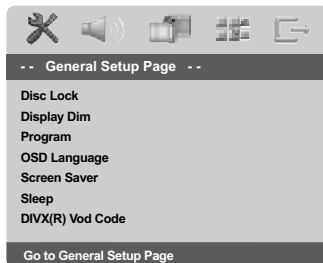 - - General Setup Page - -
Disc Lock
Display Dim
Program
OSD Language
Screen Saver
Sleep
DIVX(R) Vod Code
Go to General Setup Page